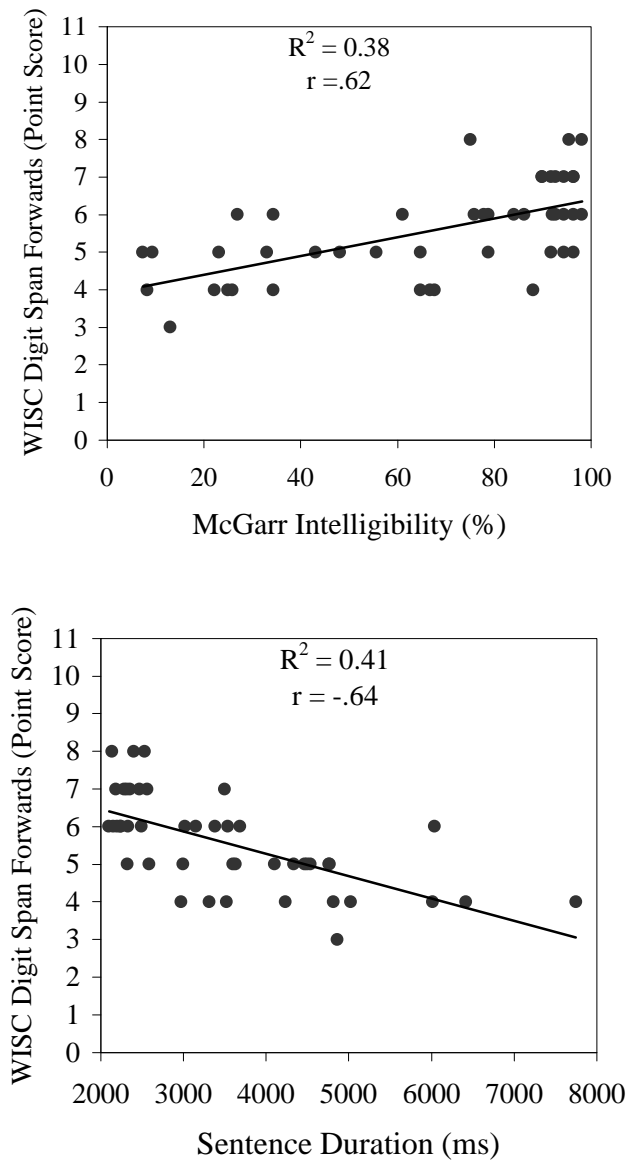 WISC Digit Span Forwards (Point Score)
R² = 0.38
r =.62
11
10
9
8
7
6
5
4
3
2
1
0
0 20 40 60 80 100
McGarr Intelligibility (%)
WISC Digit Span Forwards (Point Score)
R² = 0.41
r = -.64
11
10
9
8
7
6
5
4
3
2
1
0
2000 3000 4000 5000 6000 7000 8000
Sentence Duration (ms)